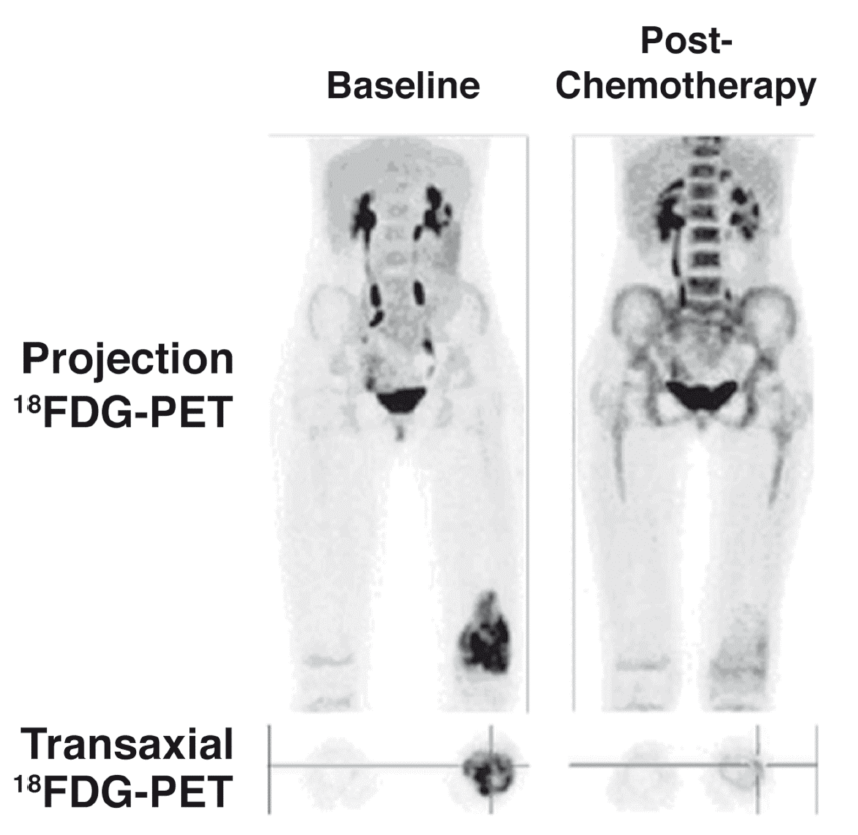 Baseline
Post-
Chemotherapy
Projection
¹⁸FDG-PET
Transaxial
¹⁸FDG-PET